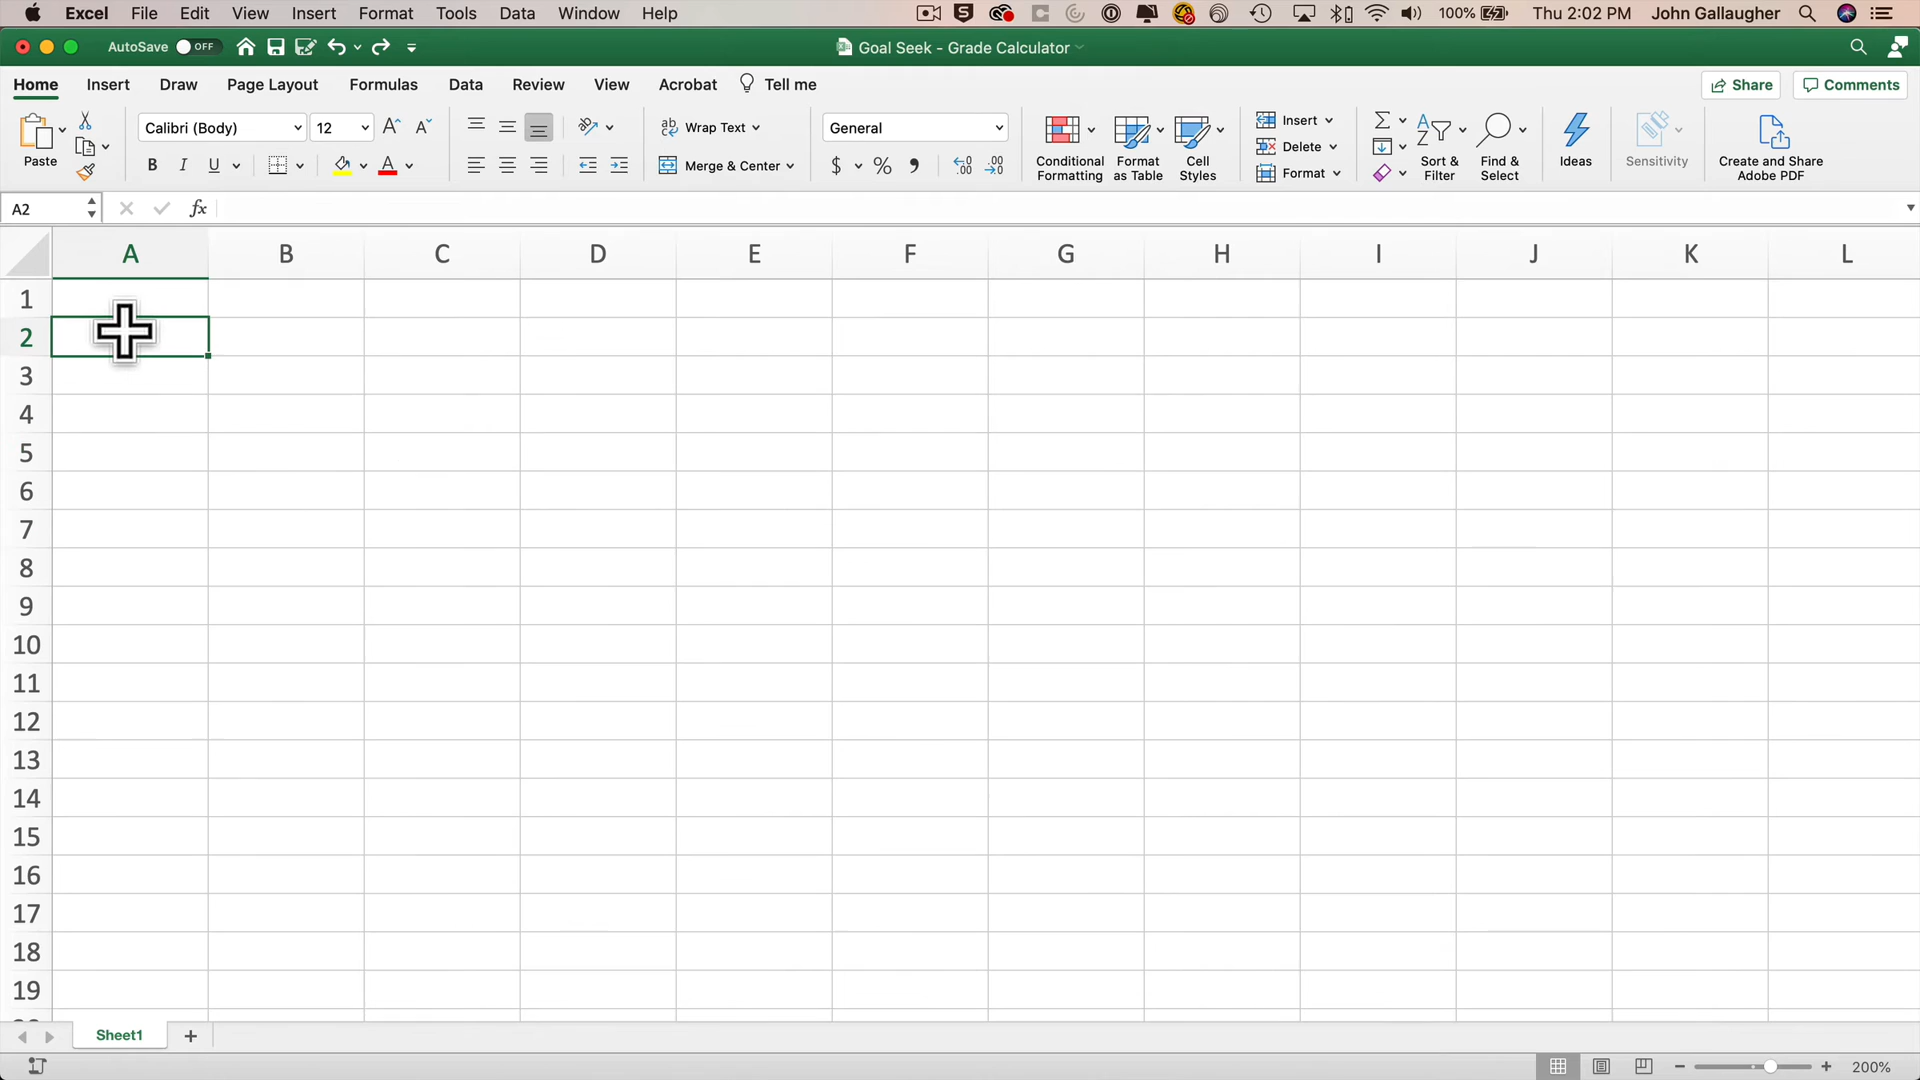 Excel File Edit View Insert Format Tools Data Window Help 100% Thu 2:02 PM John Gallaugher
AutoSave OFF Goal Seek - Grade Calculator
Home Insert Draw Page Layout Formulas Data Review View Acrobat Tell me Share Comments
Paste Calibri (Body) 12 A^ A˅ Wrap Text General Conditional Formatting Format as Table Cell Styles Insert Sort & Filter Find & Select Ideas Sensitivity Create and Share Adobe PDF
B I U A Merge & Center $ % , .00 Delete
Format
A2 fx
A B C D E F G H I J K L
1
2
3
4
5
6
7
8
9
10
11
12
13
14
15
16
17
18
19
Sheet1 +
200%